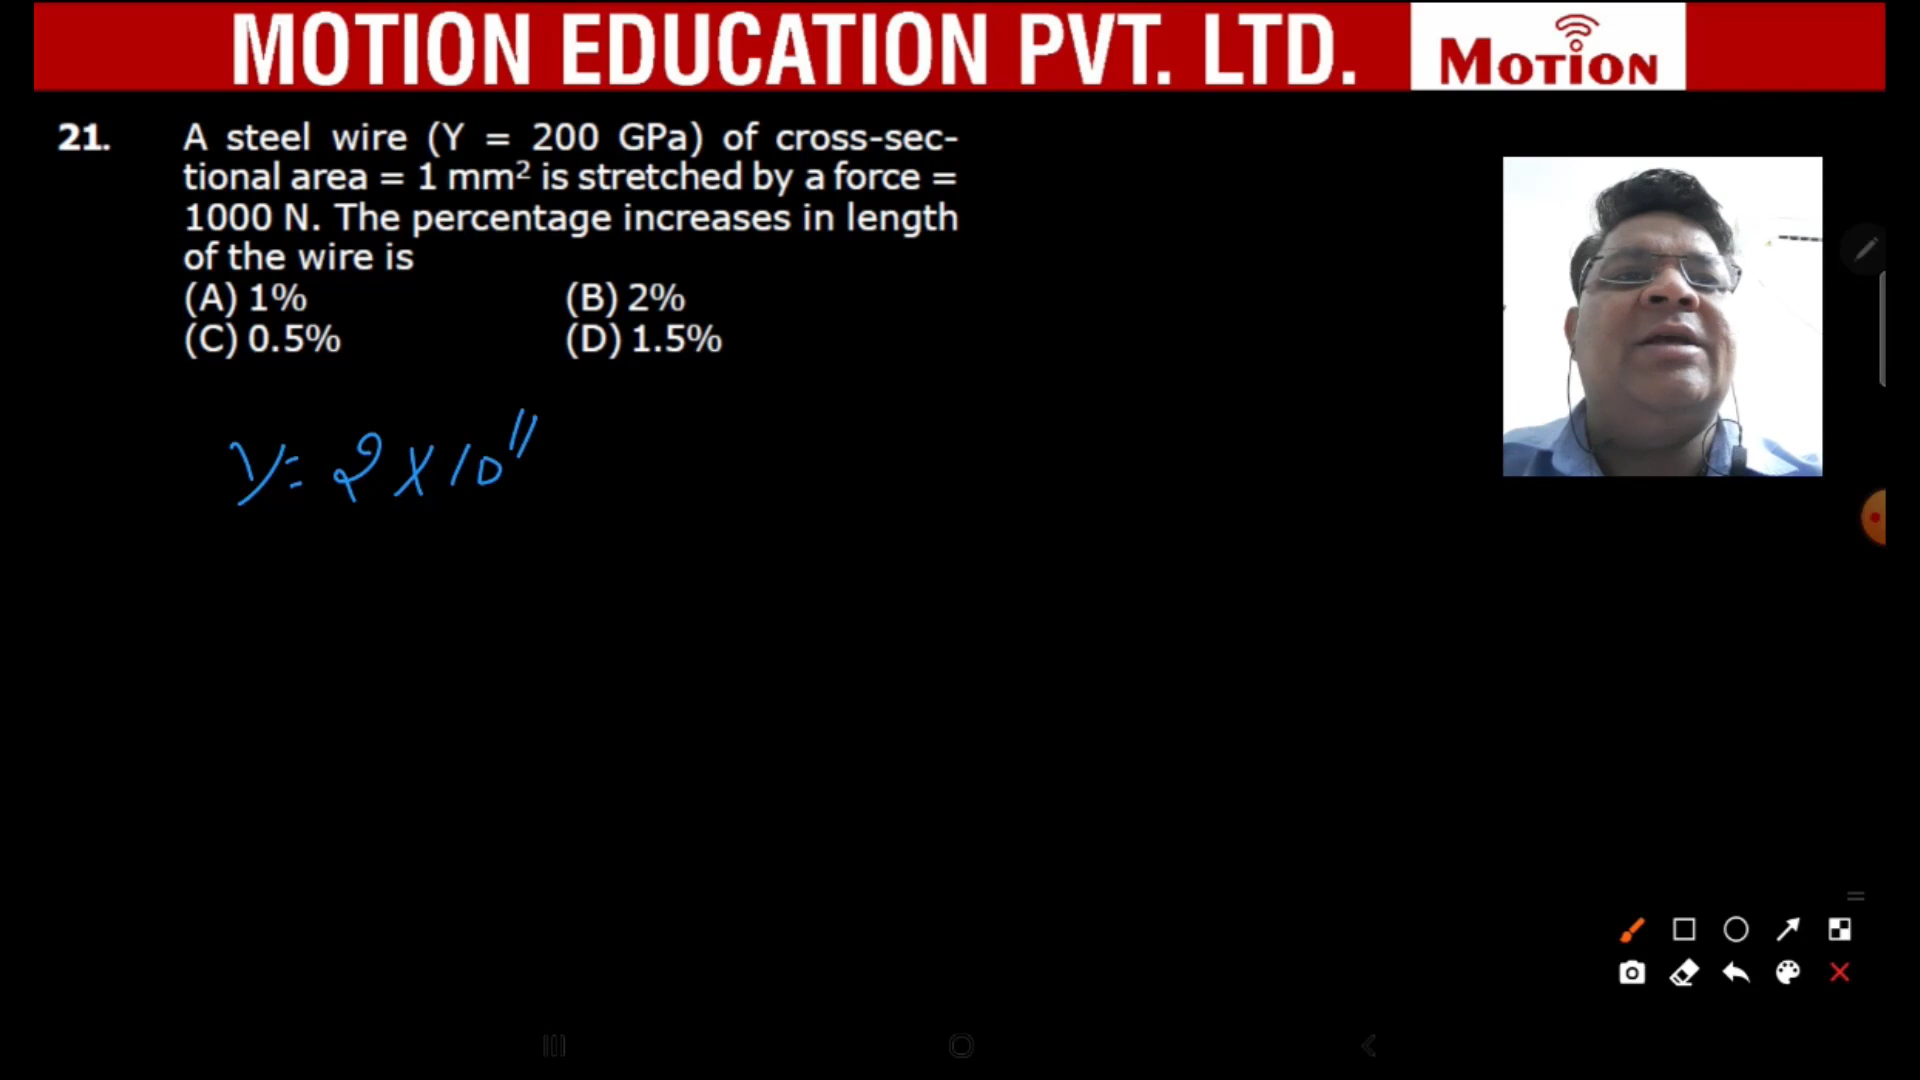 MOTION EDUCATION PVT. LTD.
MOTION
21. A steel wire (Y = 200 GPa) of cross-sec-
tional area = 1 mm² is stretched by a force =
1000 N. The percentage increases in length
of the wire is
(A) 1% (B) 2%
(C) 0.5% (D) 1.5%
Y = 2 X 10¹¹